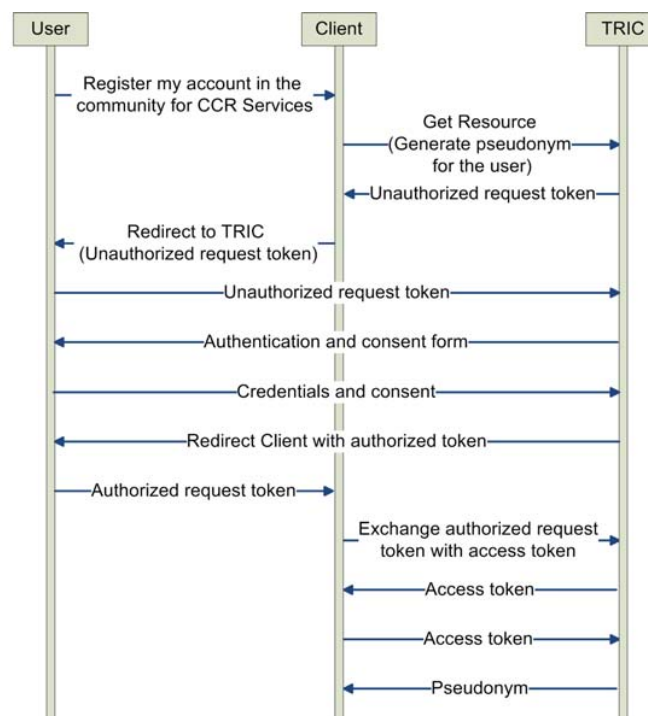 User
Client
TRIC
Register my account in the
community for CCR Services
Get Resource
(Generate pseudonym
for the user)
Unauthorized request token
Redirect to TRIC
(Unauthorized request token)
Unauthorized request token
Authentication and consent form
Credentials and consent
Redirect Client with authorized token
Authorized request token
Exchange authorized request
token with access token
Access token
Access token
Pseudonym